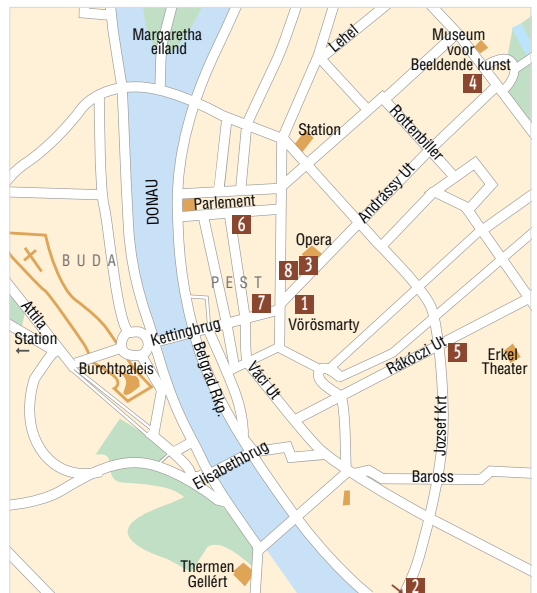 Margaretha
eiland
Lehel
Museum
voor
Beeldende kunst
4
Rottenbiller
Station
Andrássy Ut
DONAU
Parlement
6
Opera
BUDA
PEST
8
3
7
1
Vörösmarty
Attila
Station
←
Kettingbrug
Belgrad Rkp.
Burchtpaleis
Váci Ut
Rákóczi Ut
5
Erkel
Theater
Jozsef Krt
Elisabethbrug
Baross
Thermen
Gellért
2